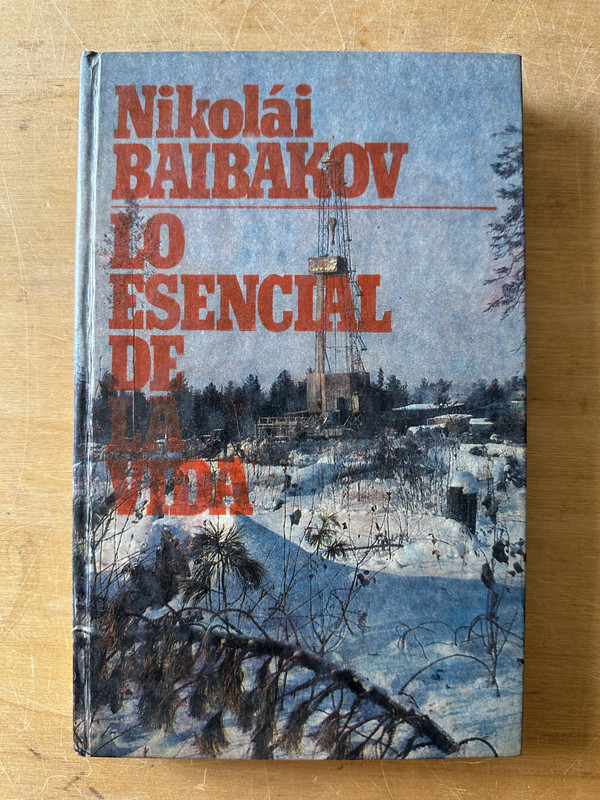 Nikolái
BAIBAKOV
LO
ESENCIAL
DE
LA
VIDA